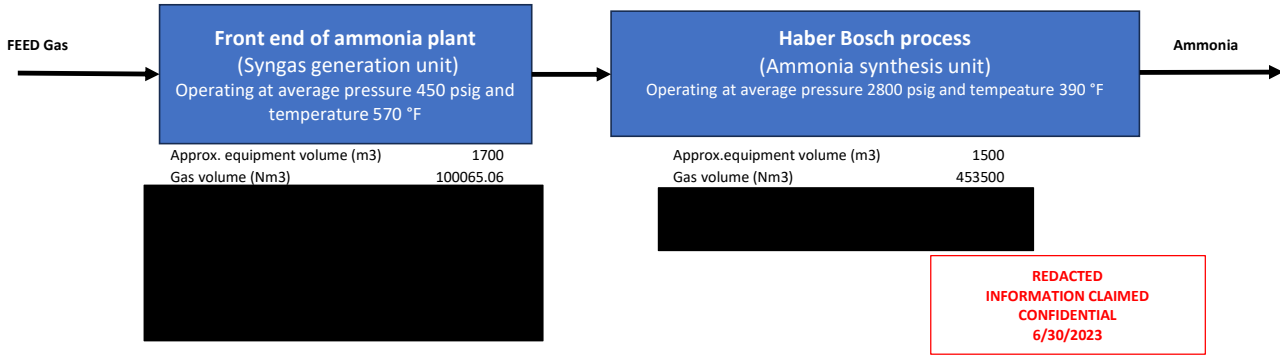 FEED Gas
Front end of ammonia plant
(Syngas generation unit)
Operating at average pressure 450 psig and
temperature 570 °F
Haber Bosch process
(Ammonia synthesis unit)
Operating at average pressure 2800 psig and tempeature 390 °F
Ammonia
Approx. equipment volume (m3) 1700
Gas volume (Nm3) 100065.06
Approx.equipment volume (m3) 1500
Gas volume (Nm3) 453500
REDACTED
INFORMATION CLAIMED
CONFIDENTIAL
6/30/2023